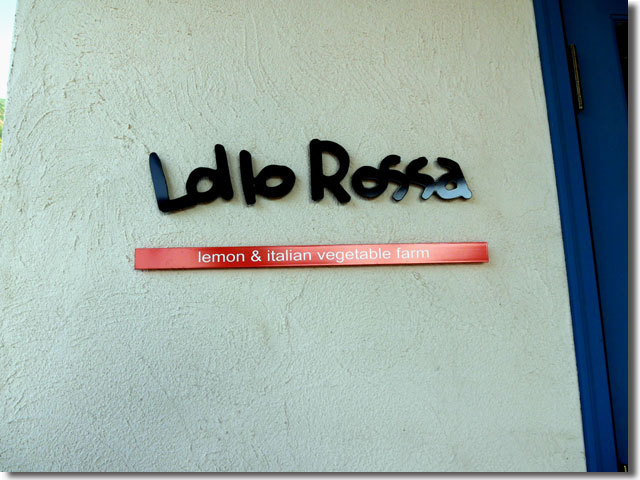 Lollo Rossa
lemon & italian vegetable farm